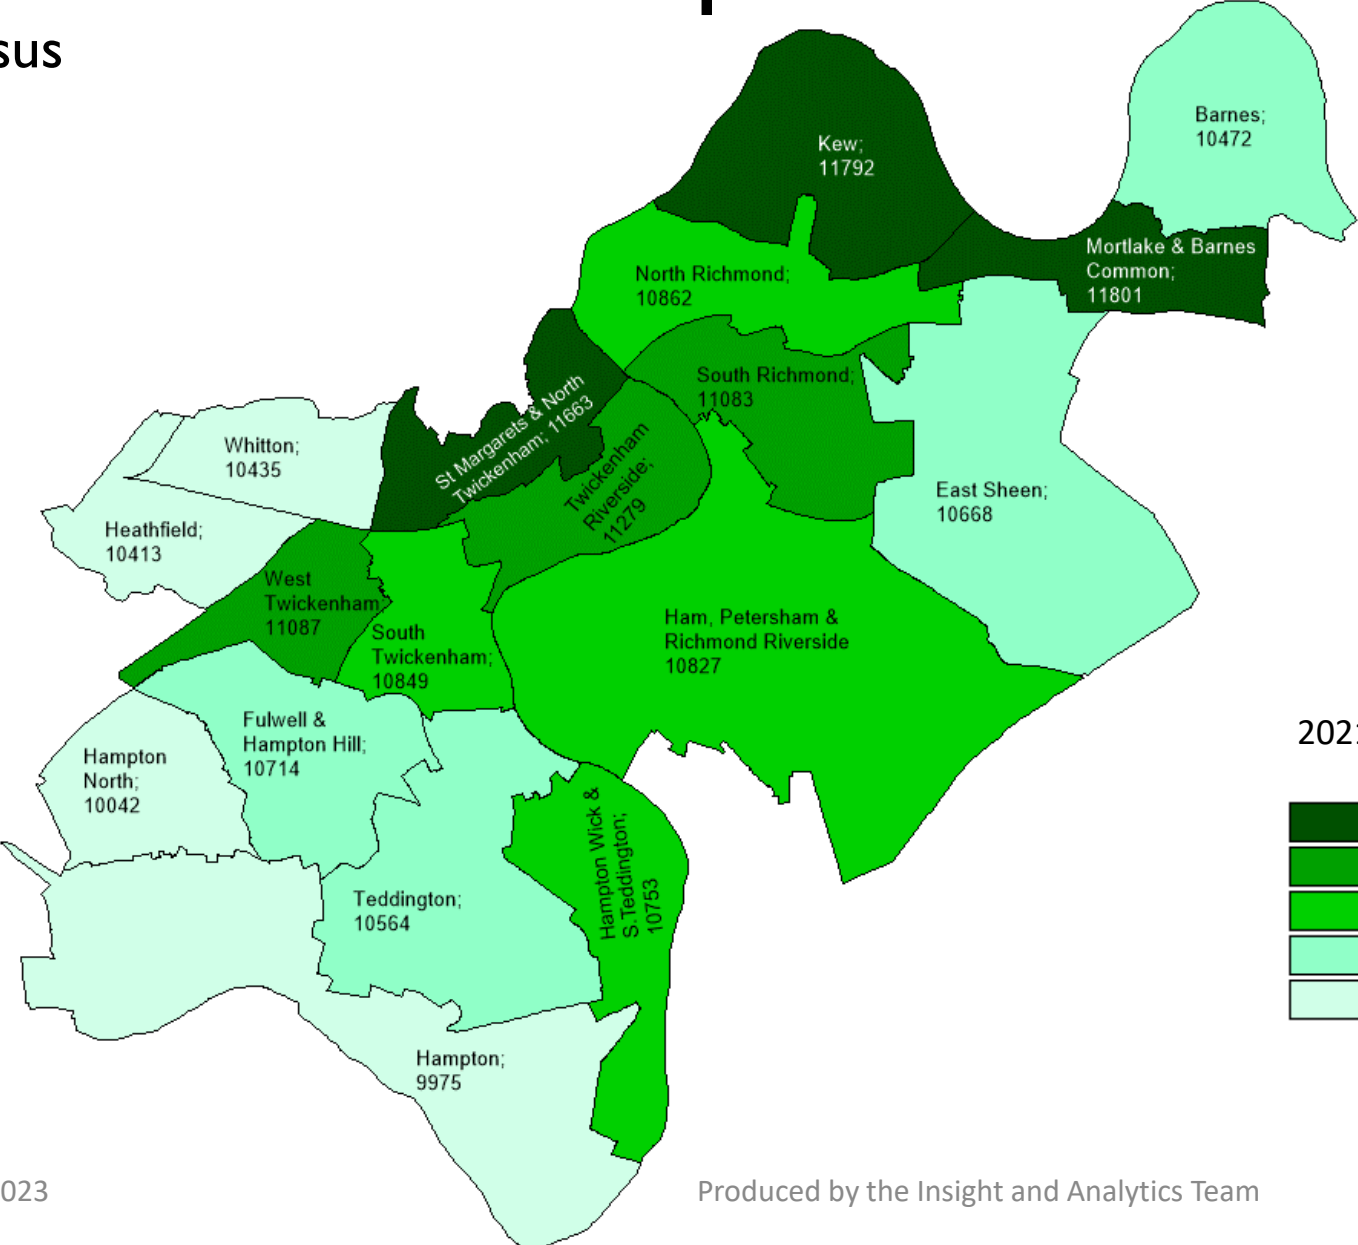 sus
Kew;
11792
Barnes;
10472
Mortlake & Barnes
Common;
11801
North Richmond;
10862
South Richmond;
11083
St Margarets & North
Twickenham; 11663
Twickenham
Riverside;
11279
Whitton;
10435
Heathfield;
10413
East Sheen;
10668
West
Twickenham;
11087
South
Twickenham;
10849
Ham, Petersham &
Richmond Riverside
10827
Fulwell &
Hampton Hill;
10714
Hampton
North;
10042
202
Hampton Wick &
S.Teddington;
10753
Teddington;
10564
Hampton;
9975
023
Produced by the Insight and Analytics Team